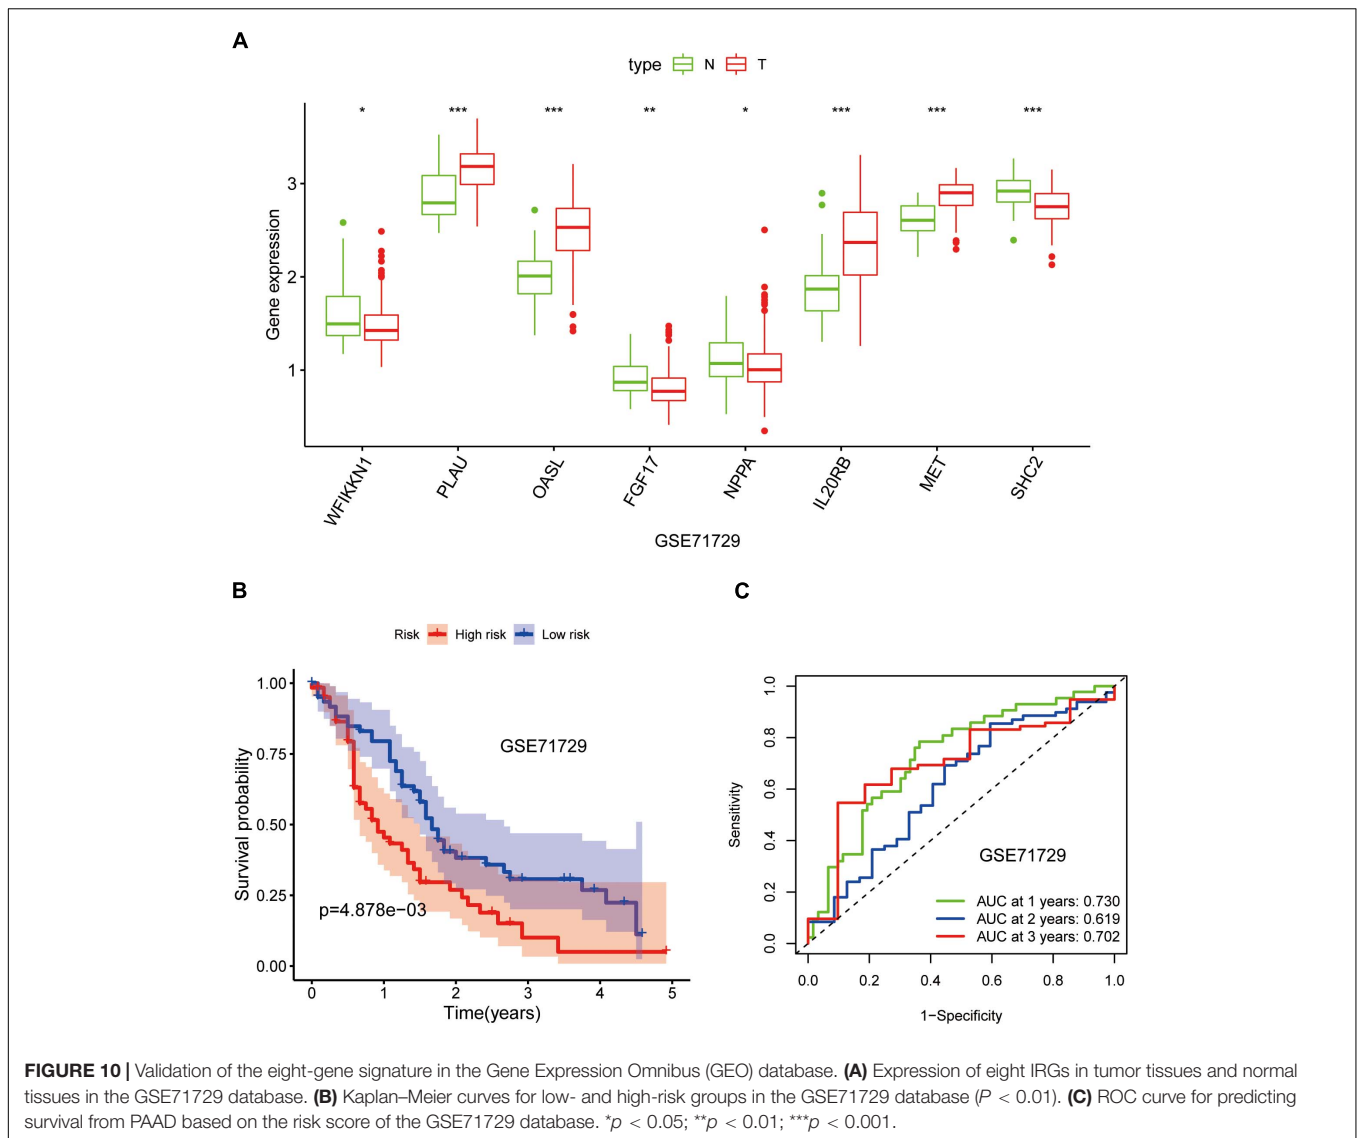 A
type N T
* *** *** ** * *** *** ***
3
2
1
Gene expression
WFIKKN1 PLAU OASL FGF17 NPPA IL20RB MET SHC2
GSE71729
B
Risk High risk Low risk
1.00
0.75
0.50
0.25
0.00
Survival probability
GSE71729
p=4.878e−03
0 1 2 3 4 5
Time(years)
C
1.0
0.8
0.6
0.4
0.2
0.0
Sensitivity
GSE71729
AUC at 1 years: 0.730
AUC at 2 years: 0.619
AUC at 3 years: 0.702
0.0 0.2 0.4 0.6 0.8 1.0
1−Specificity
FIGURE 10 | Validation of the eight-gene signature in the Gene Expression Omnibus (GEO) database. (A) Expression of eight IRGs in tumor tissues and normal
tissues in the GSE71729 database. (B) Kaplan–Meier curves for low- and high-risk groups in the GSE71729 database (P < 0.01). (C) ROC curve for predicting
survival from PAAD based on the risk score of the GSE71729 database. *p < 0.05; **p < 0.01; ***p < 0.001.